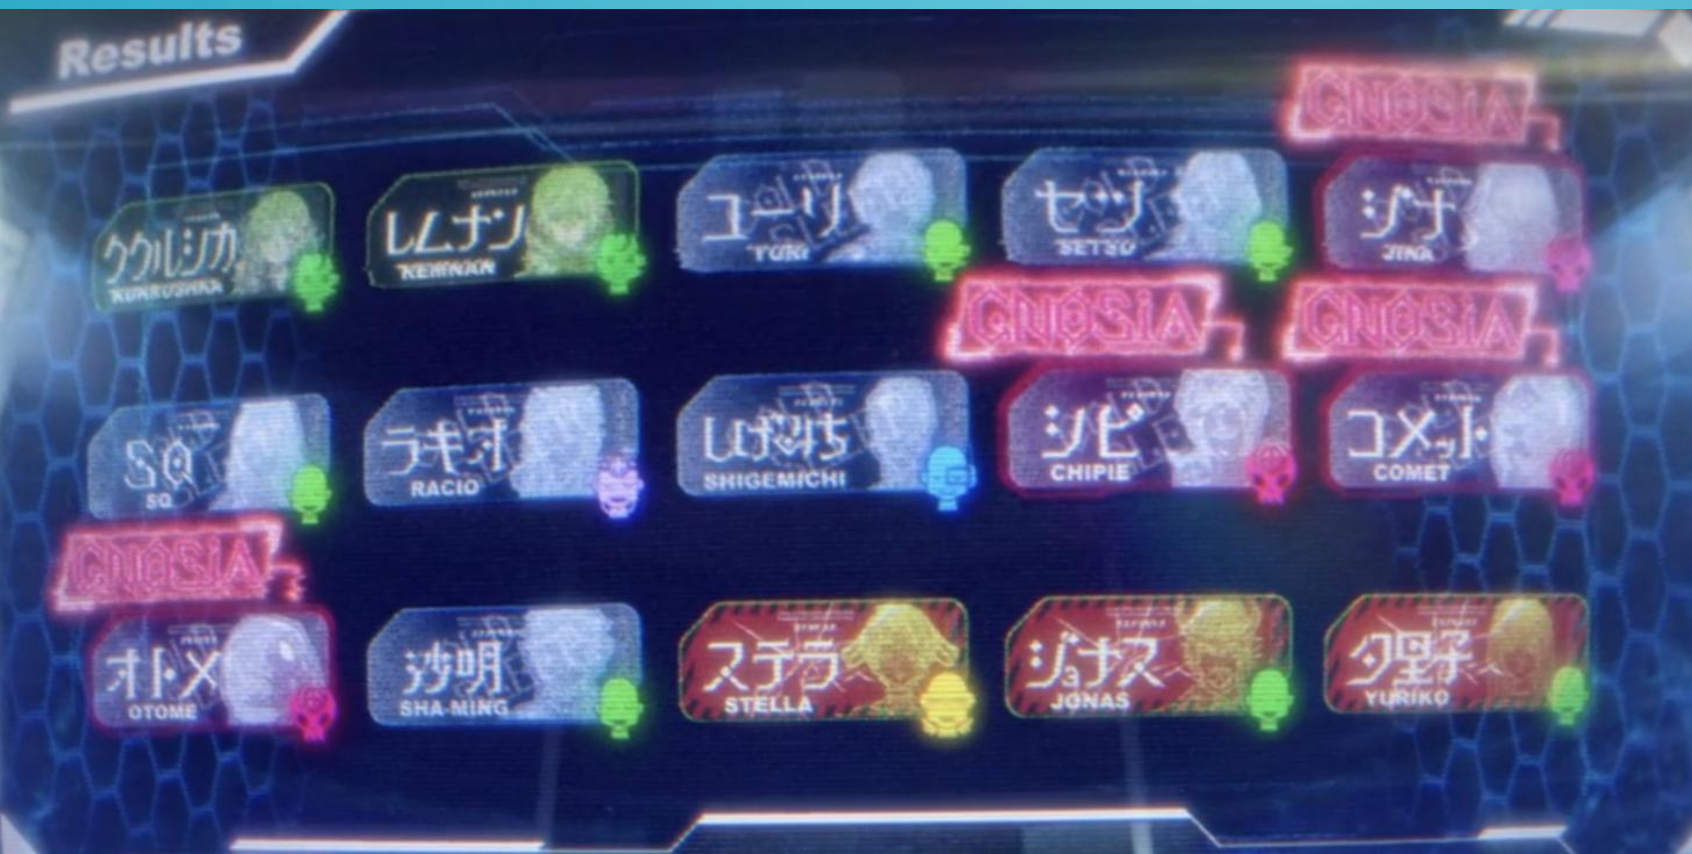 Results
GNOSIA
ククルシカ
KUKRUSHKA
レムナン
REMNAN
ユーリ
YURI
セツ
SETSU
ジナ
JINA
GNOSIA
GNOSIA
SQ
SQ
ラキオ
RACIO
しげみち
SHIGEMICHI
シピ
CHIPIE
コメット
COMET
GNOSIA
オトメ
OTOME
沙明
SHA-MING
ステラ
STELLA
ジョナス
JONAS
夕里子
YURIKO